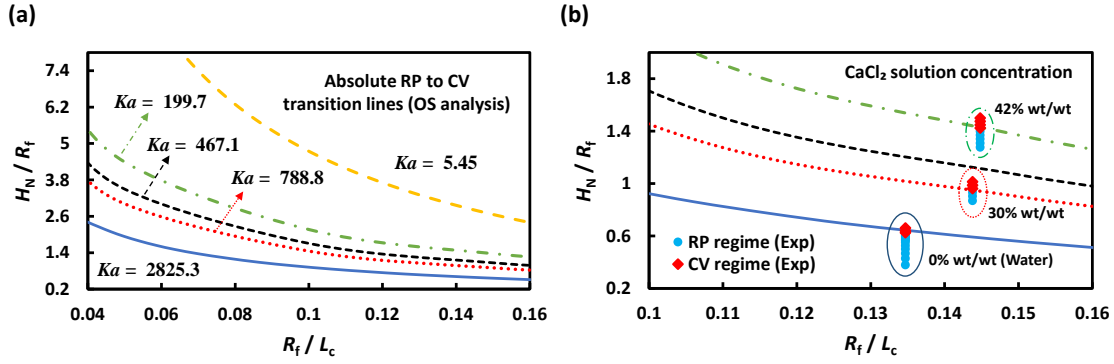 (a)
7.4
6.2
5
3.8
2.6
1.4
0.2
H_N / R_f
Absolute RP to CV
transition lines (OS analysis)
Ka = 199.7
Ka = 467.1
Ka = 788.8
Ka = 5.45
Ka = 2825.3
0.04 0.06 0.08 0.1 0.12 0.14 0.16
R_f / L_c
(b)
1.8
1.4
1
0.6
0.2
H_N / R_f
CaCl₂ solution concentration
42% wt/wt
30% wt/wt
0% wt/wt (Water)
RP regime (Exp)
CV regime (Exp)
0.1 0.11 0.12 0.13 0.14 0.15 0.16
R_f / L_c